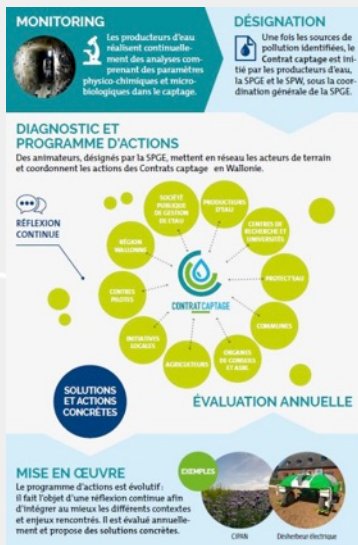 MONITORING
Les producteurs d'eau
réalisent continuelle-
ment des analyses com-
prenant des paramètres
physico-chimiques et micro-
biologiques dans le captage.
DÉSIGNATION
Une fois les sources de
pollution identifiées, le
Contrat captage est ini-
tié par les producteurs d'eau,
la SPGE et le SPW, sous la coor-
dination générale de la SPGE.
DIAGNOSTIC ET
PROGRAMME D'ACTIONS
Des animateurs, désignés par la SPGE, mettent en réseau les acteurs de terrain
et coordonnent les actions des Contrats captage en Wallonie.
RÉFLEXION
CONTINUE
SOCIÉTÉ
PUBLIQUE
DE GESTION
DE L'EAU
PRODUCTEURS
D'EAU
CENTRES DE
RECHERCHE ET
UNIVERSITÉS
RÉGION
WALLONNE
PROTECT'EAU
CENTRES
PILOTES
CONTRAT CAPTAGE
COMMUNES
INITIATIVES
LOCALES
AGRICULTEURS
ORGANES
DE CONSEILS
ET AGRI.
SOLUTIONS
ET ACTIONS
CONCRÈTES
ÉVALUATION ANNUELLE
MISE EN ŒUVRE
Le programme d'actions est évolutif :
il fait l'objet d'une réflexion continue afin
d'intégrer au mieux les différents contextes
et enjeux rencontrés. Il est évalué annuelle-
ment et propose des solutions concrètes.
EXEMPLES
CIPAN
Désherbeur électrique